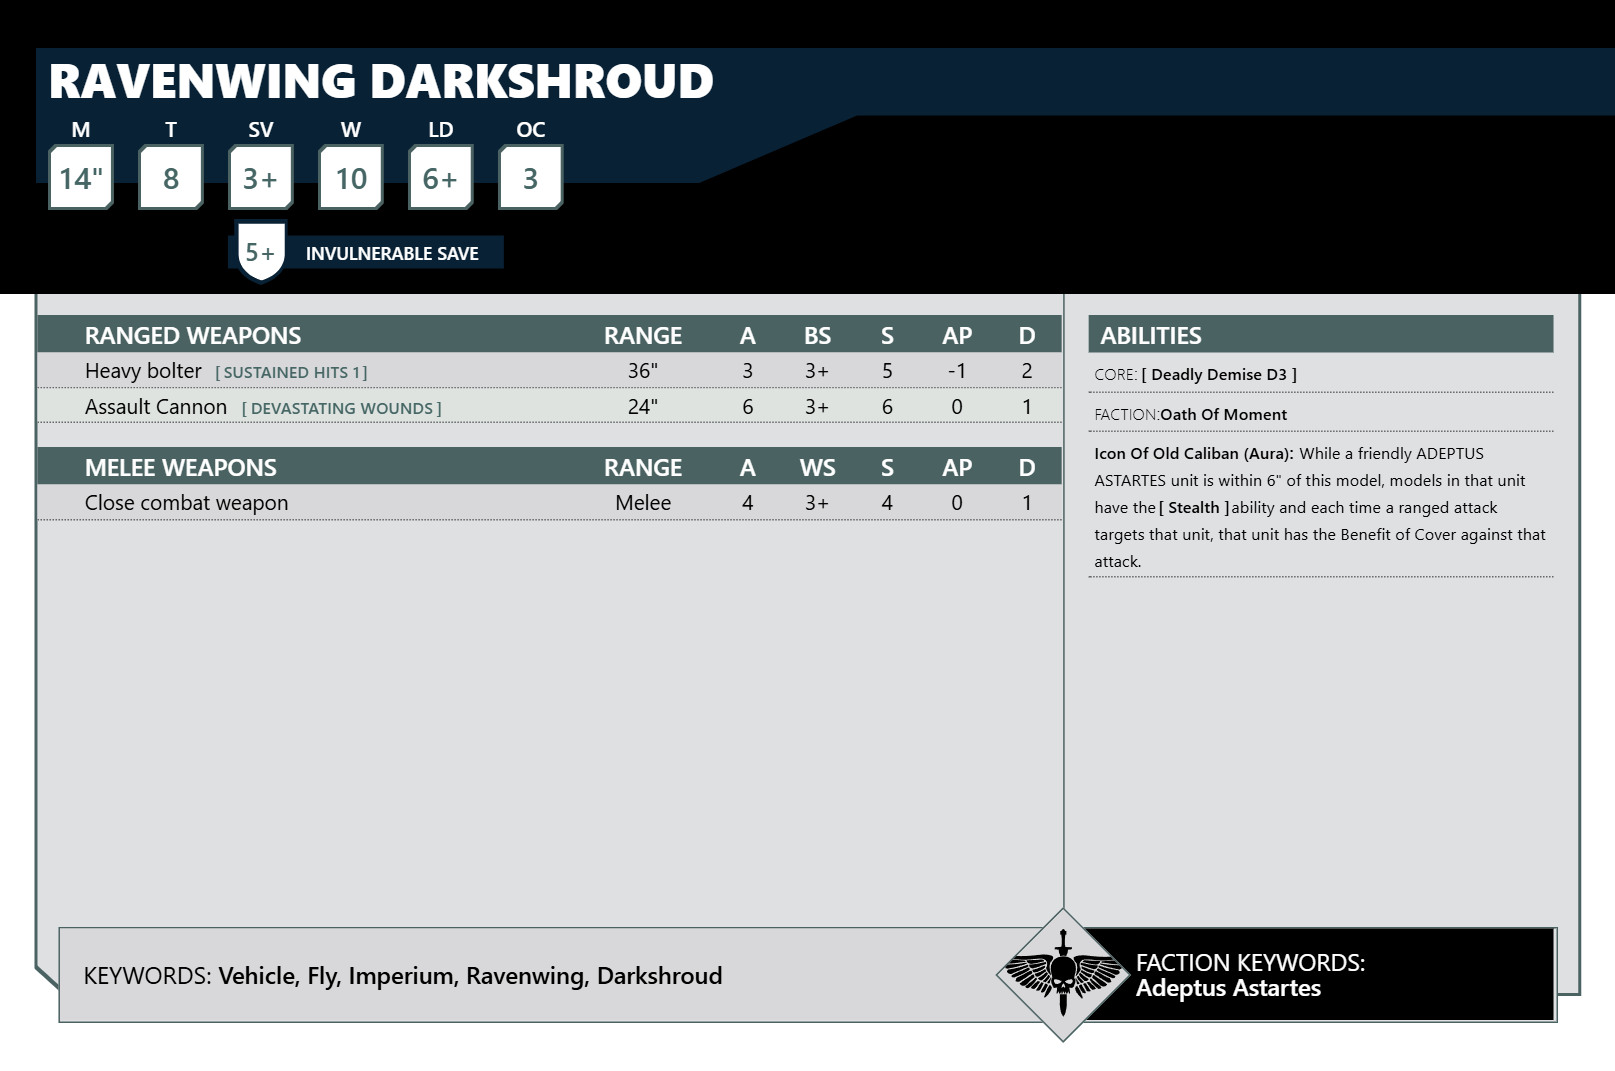 RAVENWING DARKSHROUD
M T SV W LD OC
14" 8 3+ 10 6+ 3
5+ INVULNERABLE SAVE
RANGED WEAPONS RANGE A BS S AP D
Heavy bolter [ SUSTAINED HITS 1 ] 36" 3 3+ 5 -1 2
Assault Cannon [ DEVASTATING WOUNDS ] 24" 6 3+ 6 0 1
MELEE WEAPONS RANGE A WS S AP D
Close combat weapon Melee 4 3+ 4 0 1
ABILITIES
CORE: [ Deadly Demise D3 ]
FACTION:Oath Of Moment
Icon Of Old Caliban (Aura): While a friendly ADEPTUS
ASTARTES unit is within 6" of this model, models in that unit
have the [ Stealth ] ability and each time a ranged attack
targets that unit, that unit has the Benefit of Cover against that
attack.
KEYWORDS: Vehicle, Fly, Imperium, Ravenwing, Darkshroud
FACTION KEYWORDS:
Adeptus Astartes